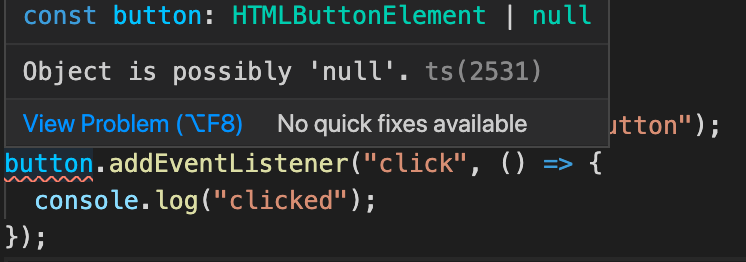 const button: HTMLButtonElement | null
Object is possibly 'null'. ts(2531)
View Problem (⌥F8) No quick fixes available
utton");
button.addEventListener("click", () => {
console.log("clicked");
});